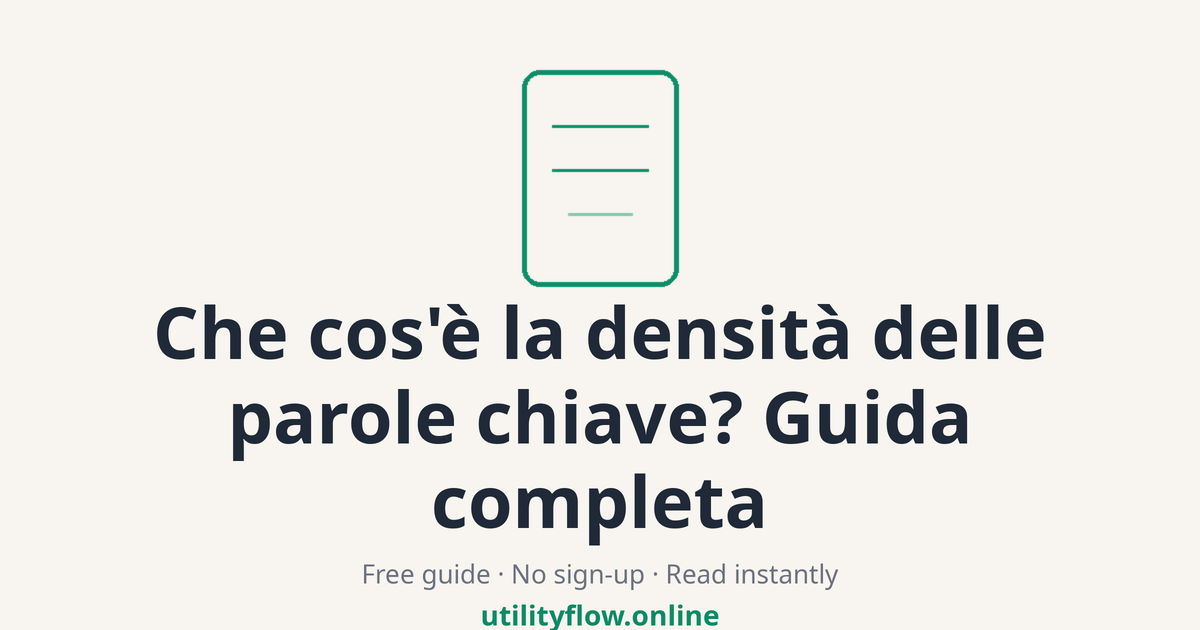 Che cos'è la densità delle
parole chiave? Guida
completa
Free guide · No sign-up · Read instantly
utilityflow.online